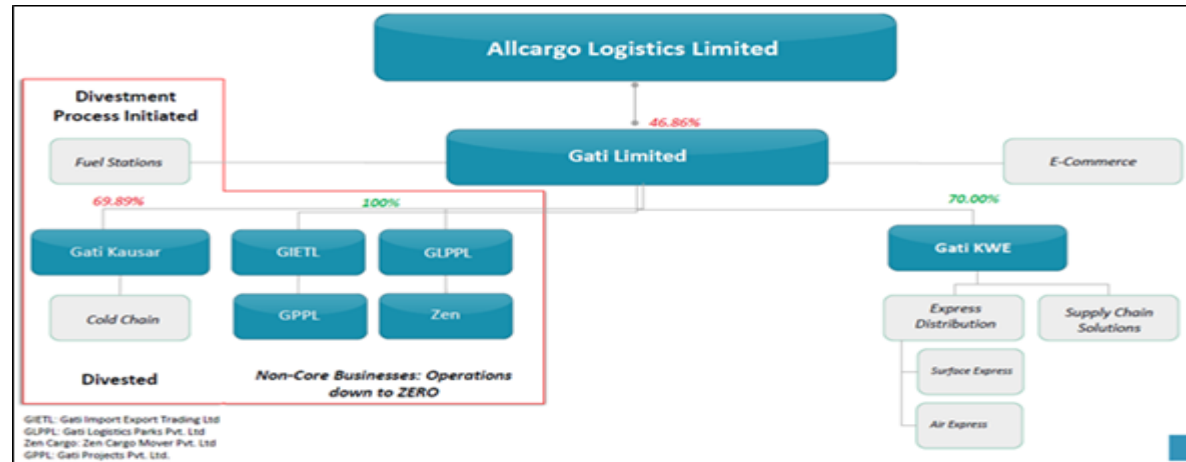 Allcargo Logistics Limited
Divestment
Process Initiated
46.86%
Fuel Stations
Gati Limited
E-Commerce
69.89%
100%
70.00%
Gati Kausar
GIETL
GLPPL
Gati KWE
Cold Chain
GPPL
Zen
Express
Distribution
Supply Chain
Solutions
Divested
Non-Core Businesses: Operations
down to ZERO
Surface Express
Air Express
GIETL: Gati Import Export Trading Ltd
GLPPL: Gati Logistics Parks Pvt. Ltd
Zen Cargo: Zen Cargo Mover Pvt. Ltd
GPPL: Gati Projects Pvt. Ltd.